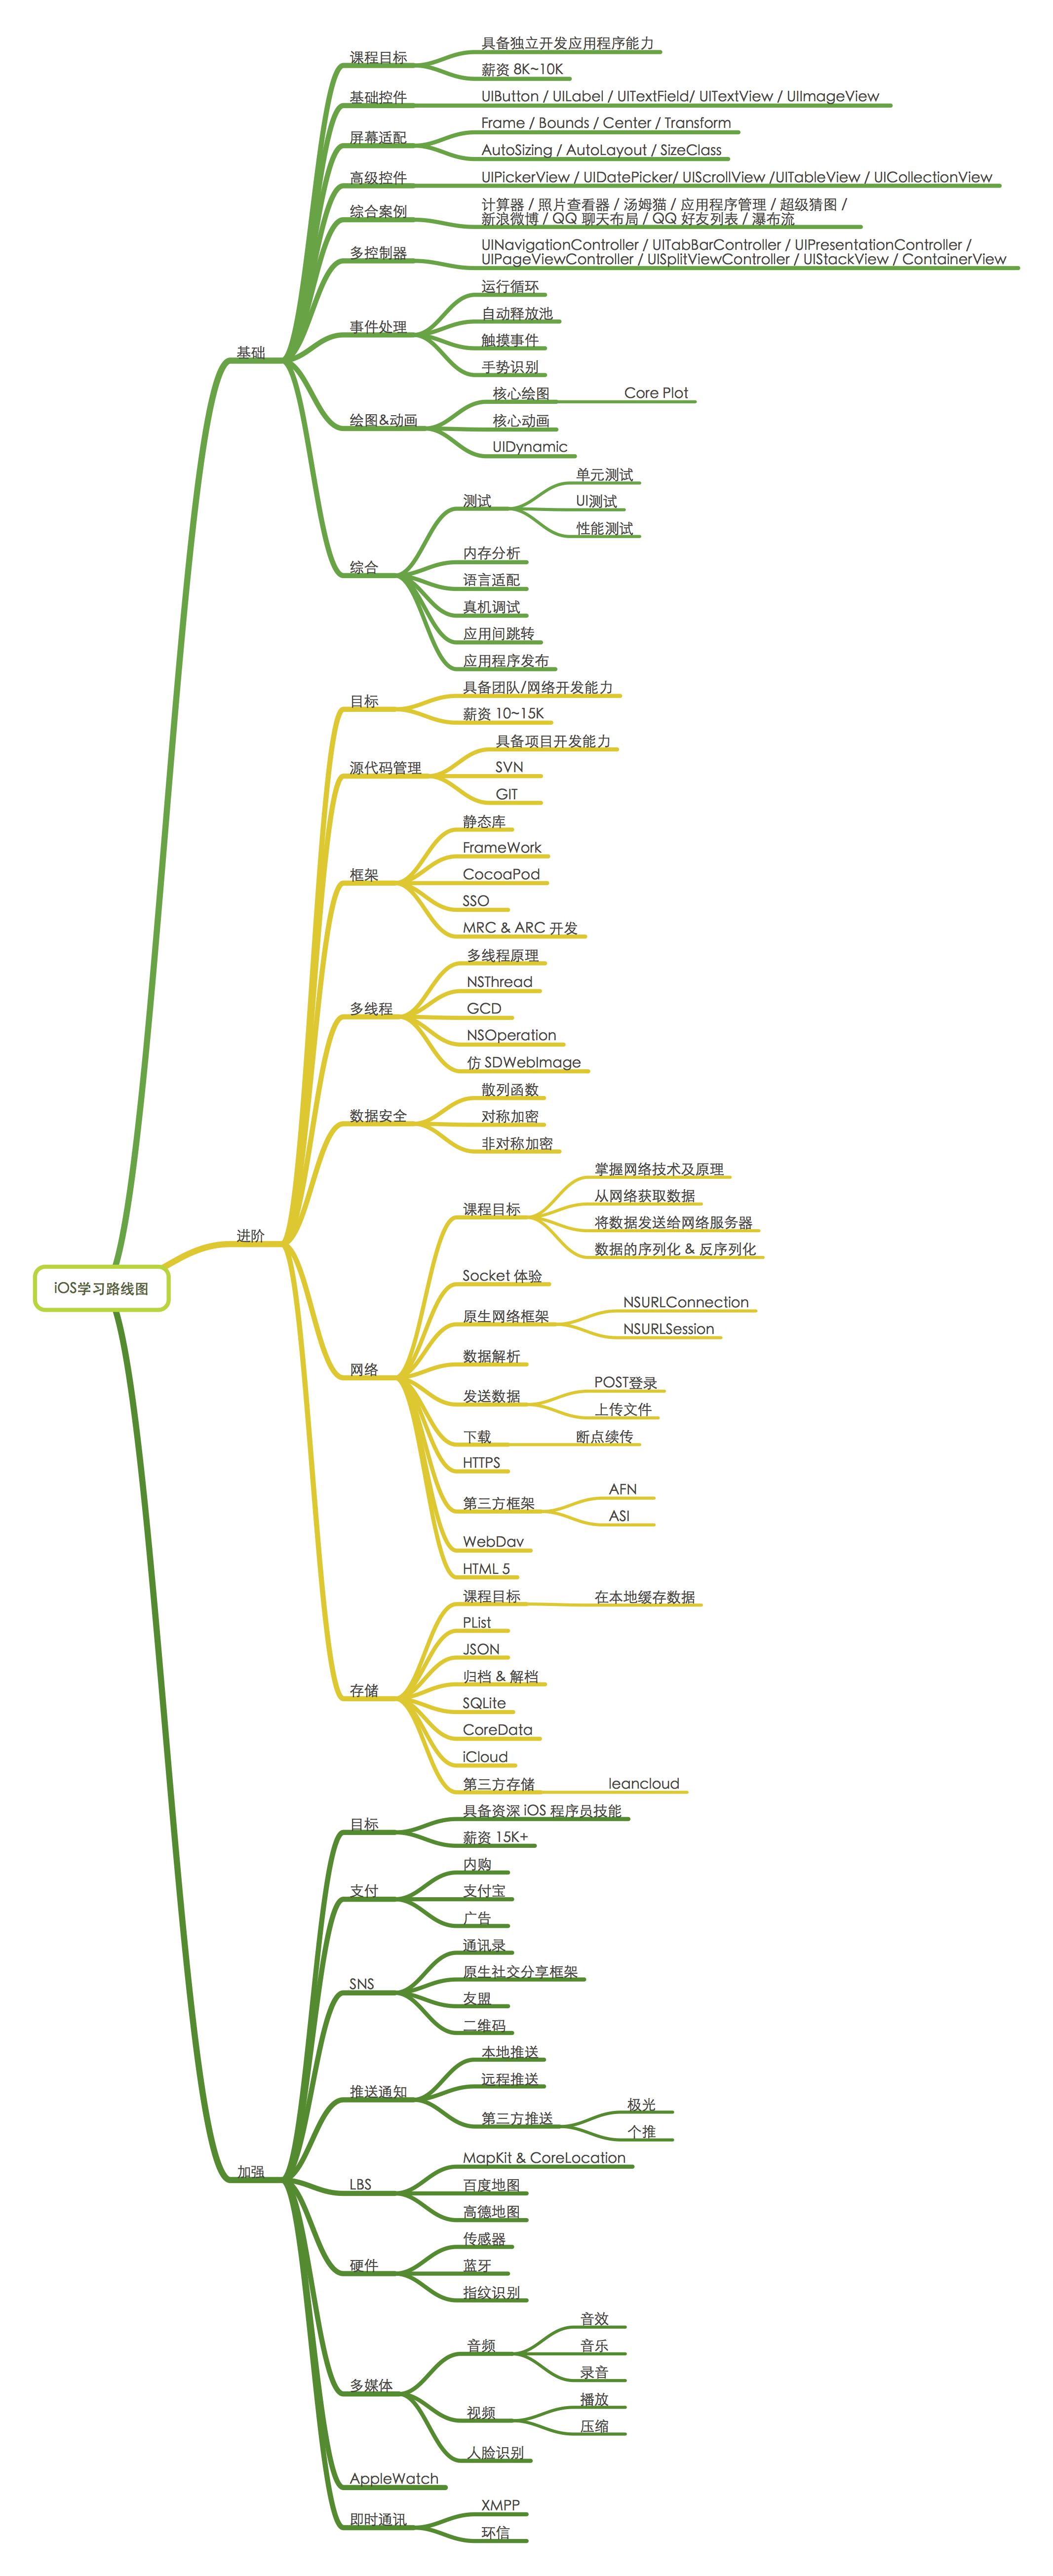 iOS学习路线图
基础
课程目标
具备独立开发应用程序能力
薪资 8K~10K
基础控件
UIButton / UILabel / UITextField/ UITextView / UIImageView
屏幕适配
Frame / Bounds / Center / Transform
AutoSizing / AutoLayout / SizeClass
高级控件
UIPickerView / UIDatePicker/ UIScrollView /UITableView / UICollectionView
综合案例
计算器 / 照片查看器 / 汤姆猫 / 应用程序管理 / 超级猜图 /
新浪微博 / QQ 聊天布局 / QQ 好友列表 / 瀑布流
多控制器
UINavigationController / UITabBarController / UIPresentationController /
UIPageViewController / UISplitViewController / UIStackView / ContainerView
事件处理
运行循环
自动释放池
触摸事件
手势识别
绘图&动画
核心绘图
Core Plot
核心动画
UIDynamic
综合
测试
单元测试
UI测试
性能测试
内存分析
语言适配
真机调试
应用间跳转
应用程序发布
进阶
目标
具备团队/网络开发能力
薪资 10~15K
源代码管理
具备项目开发能力
SVN
GIT
框架
静态库
FrameWork
CocoaPod
SSO
MRC & ARC 开发
多线程
多线程原理
NSThread
GCD
NSOperation
仿 SDWebImage
数据安全
散列函数
对称加密
非对称加密
网络
课程目标
掌握网络技术及原理
从网络获取数据
将数据发送给网络服务器
数据的序列化 & 反序列化
Socket 体验
原生网络框架
NSURLConnection
NSURLSession
数据解析
发送数据
POST登录
上传文件
下载
断点续传
HTTPS
第三方框架
AFN
ASI
WebDav
HTML 5
存储
课程目标
在本地缓存数据
PList
JSON
归档 & 解档
SQLite
CoreData
iCloud
第三方存储
leancloud
加强
目标
具备资深 iOS 程序员技能
薪资 15K+
支付
内购
支付宝
广告
SNS
通讯录
原生社交分享框架
友盟
二维码
推送通知
本地推送
远程推送
第三方推送
极光
个推
LBS
MapKit & CoreLocation
百度地图
高德地图
硬件
传感器
蓝牙
指纹识别
多媒体
音频
音效
音乐
录音
视频
播放
压缩
人脸识别
AppleWatch
即时通讯
XMPP
环信